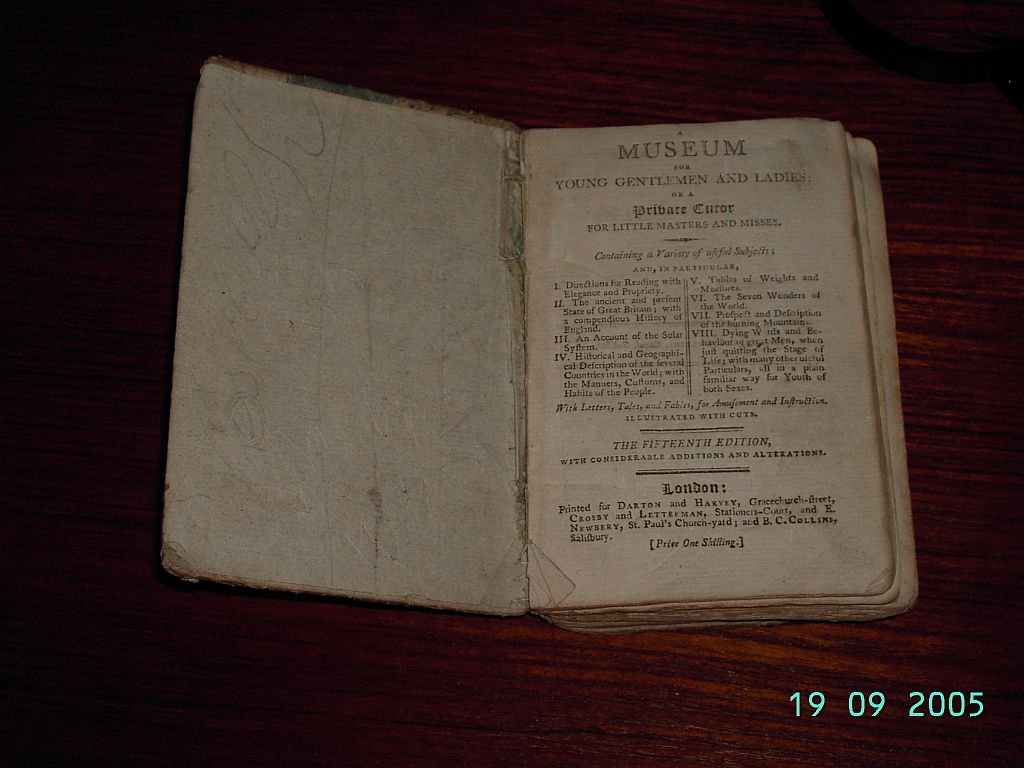 A
MUSEUM
FOR
YOUNG GENTLEMEN AND LADIES:
OR A
Private Tutor
FOR LITTLE MASTERS AND MISSES.
Containing a Variety of uſeful Subjects;
AND, IN PARTICULAR,
I. Directions for Reading with
Elegance and Propriety.
II. The ancient and preſent
State of Great Britain; with
a compendious Hiſtory of
England.
III. An Account of the Solar
Syſtem.
IV. Hiſtorical and Geographi-
cal Deſcription of the ſeveral
Countries in the World; with
the Manners, Cuſtoms, and
Habits of the People.
V. Tables of Weights and
Meaſures.
VI. The Seven Wonders of
the World.
VII. Proſpect and Deſcription
of the burning Mountains.
VIII. Dying W rds and Be-
haviour of great Men, when
juſt quitting the Stage of
Life; with many other uſeful
Particulars, all in a plain
familiar way for Youth of
both Sexes.
With Letters, Tales, and Fables, for Amuſement and Inſtruction.
ILLUSTRATED WITH CUTS.
THE FIFTEENTH EDITION,
WITH CONSIDERABLE ADDITIONS AND ALTERATIONS.
London:
Printed for DARTON and HARVEY, Gracechurch-ſtreet,
CROSBY and LETTERMAN, Stationers-Court, and E.
NEWBERY, St. Paul's Church-yard; and B. C. COLLINS,
Saliſbury.
[Price One Shilling.]
19 09 2005